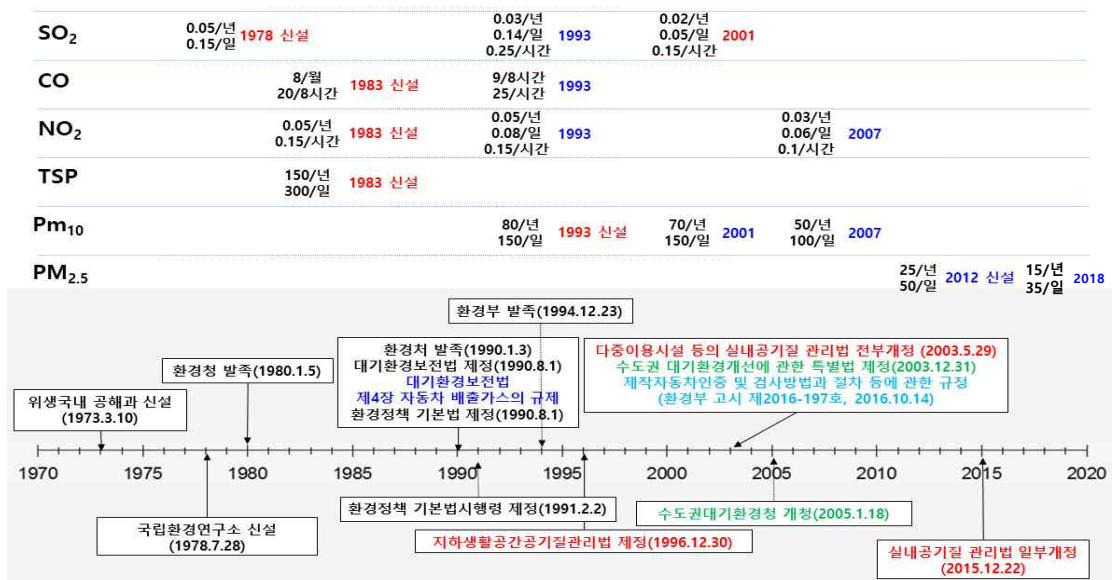 SO2
0.05/년
0.15/일
1978 신설
0.03/년
0.14/일
0.25/시간
1993
0.02/년
0.05/일
0.15/시간
2001
CO
8/월
20/8시간
1983 신설
9/8시간
25/시간
1993
NO2
0.05/년
0.15/시간
1983 신설
0.05/년
0.08/일
0.15/시간
1993
0.03/년
0.06/일
0.1/시간
2007
TSP
150/년
300/일
1983 신설
Pm10
80/년
150/일
1993 신설
70/년
150/일
2001
50/년
100/일
2007
PM2.5
25/년
50/일
2012 신설
15/년
35/일
2018
환경부 발족(1994.12.23)
환경처 발족(1990.1.3)
대기환경보전법 제정(1990.8.1)
대기환경보전법
제4장 자동차 배출가스의 규제
환경정책 기본법 제정(1990.8.1)
다중이용시설 등의 실내공기질 관리법 전부개정 (2003.5.29)
수도권 대기환경개선에 관한 특별법 제정(2003.12.31)
제작자동차인증 및 검사방법과 절차 등에 관한 규정
(환경부 고시 제2016-197호, 2016.10.14)
환경청 발족(1980.1.5)
위생국내 공해과 신설
(1973.3.10)
1970 1975 1980 1985 1990 1995 2000 2005 2010 2015 2020
환경정책 기본법시행령 제정(1991.2.2)
수도권대기환경청 개청(2005.1.18)
국립환경연구소 신설
(1978.7.28)
지하생활공간공기질관리법 제정(1996.12.30)
실내공기질 관리법 일부개정
(2015.12.22)